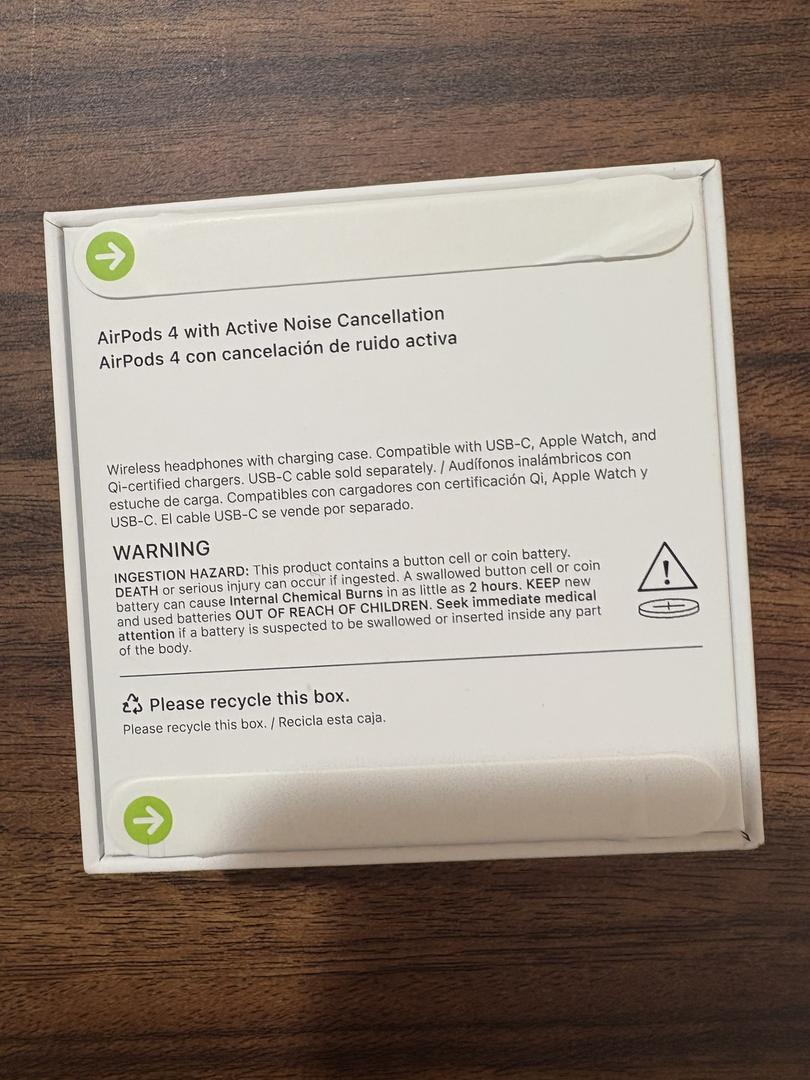 AirPods 4 with Active Noise Cancellation
AirPods 4 con cancelación de ruido activa
Wireless headphones with charging case. Compatible with USB-C, Apple Watch, and
Qi-certified chargers. USB-C cable sold separately. / Audífonos inalámbricos con
estuche de carga. Compatibles con cargadores con certificación Qi, Apple Watch y
USB-C. El cable USB-C se vende por separado.
WARNING
INGESTION HAZARD: This product contains a button cell or coin battery.
DEATH or serious injury can occur if ingested. A swallowed button cell or coin
battery can cause Internal Chemical Burns in as little as 2 hours. KEEP new
and used batteries OUT OF REACH OF CHILDREN. Seek immediate medical
attention if a battery is suspected to be swallowed or inserted inside any part
of the body.
Please recycle this box.
Please recycle this box. / Recicla esta caja.